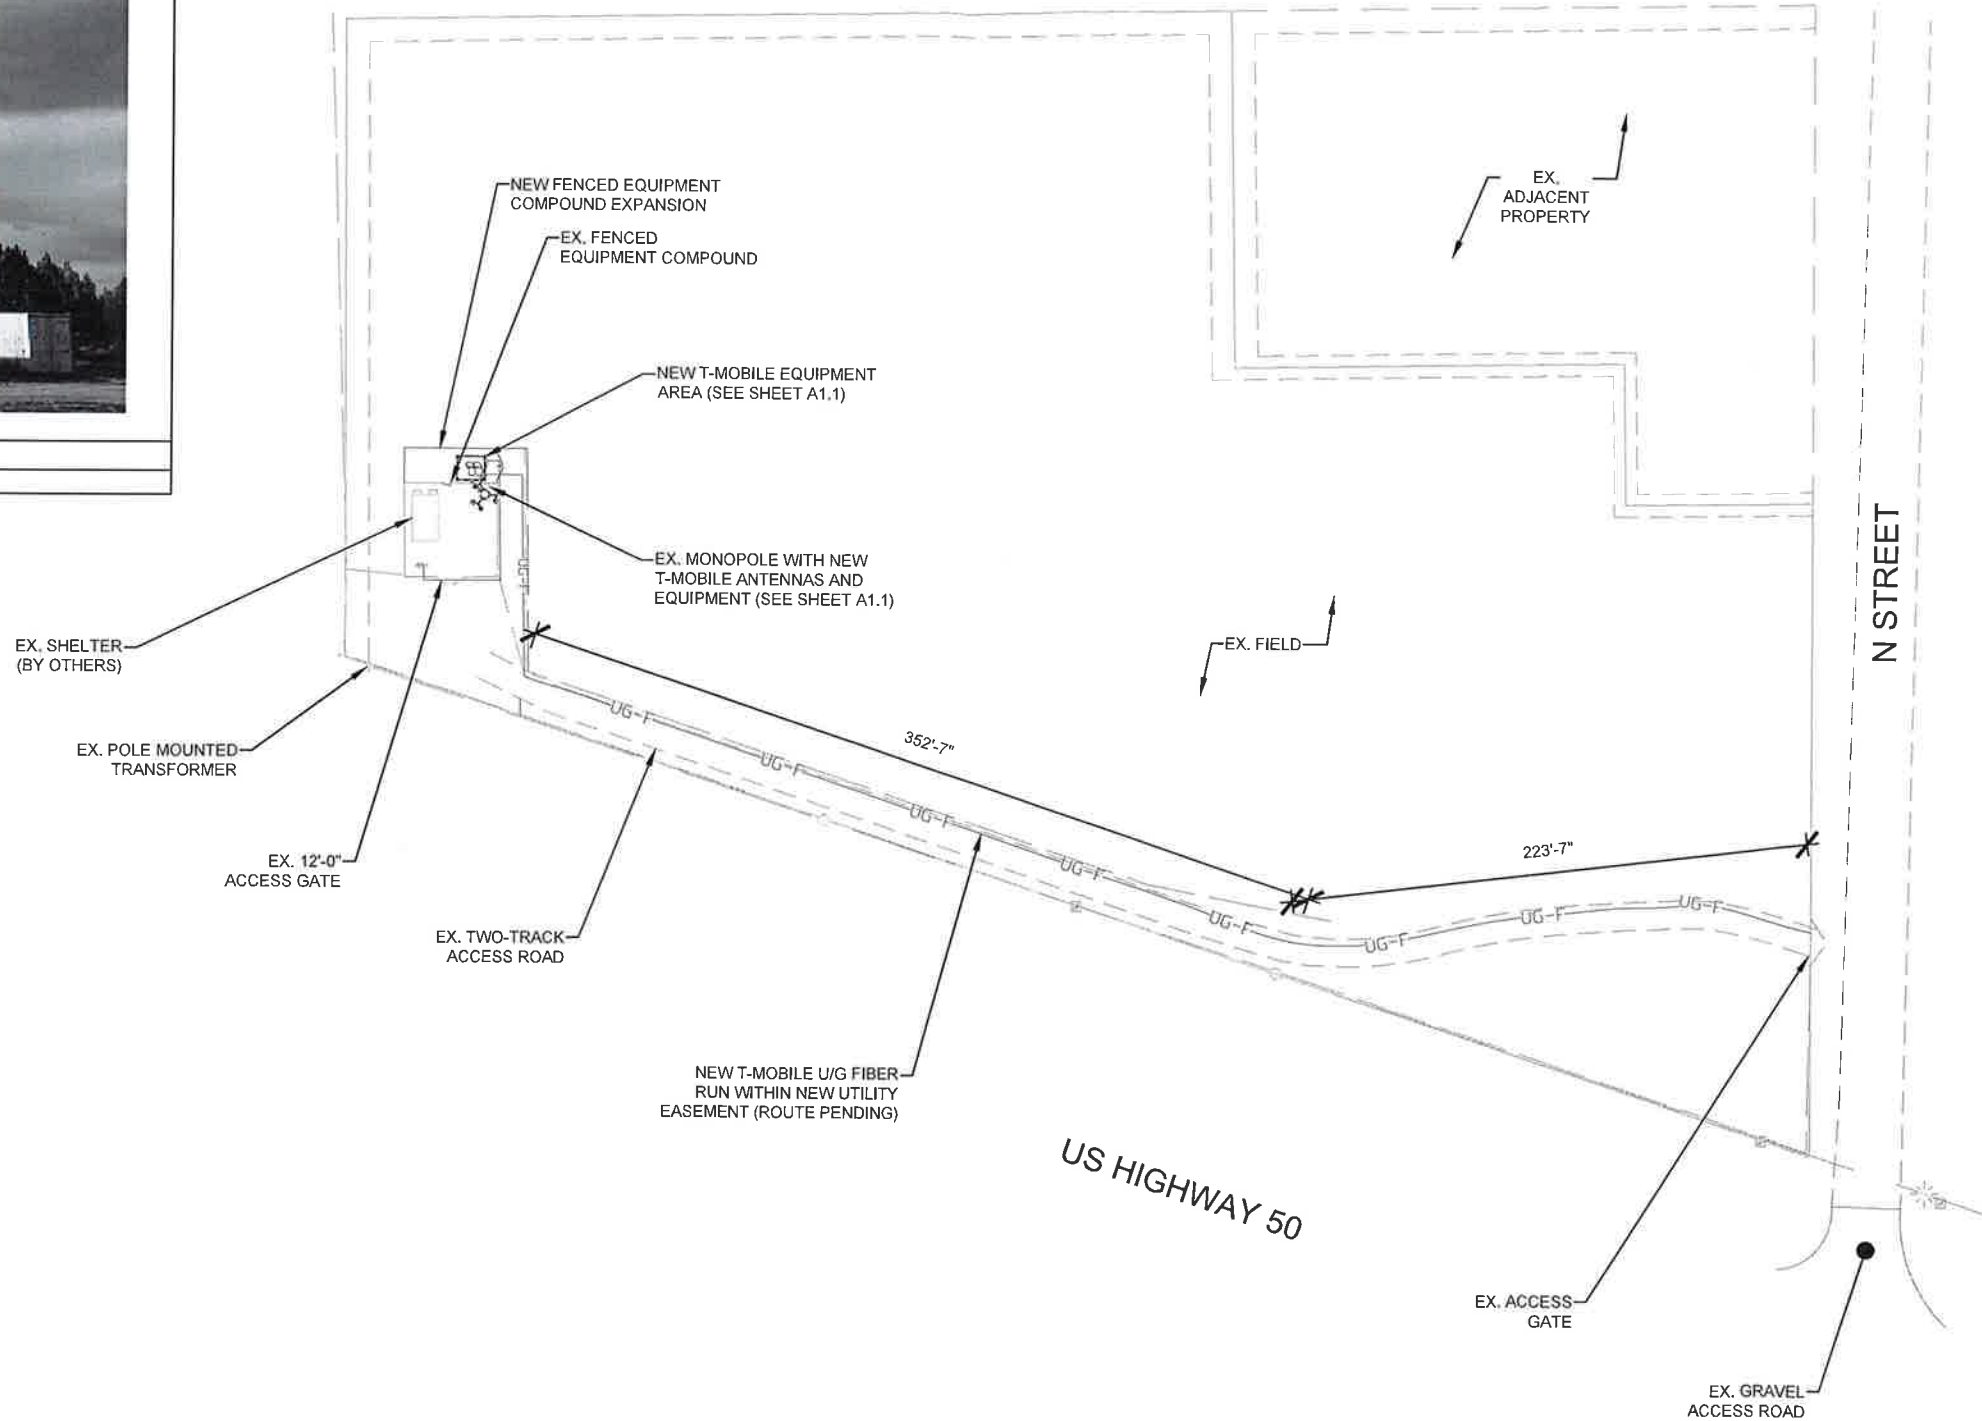 NEW FENCED EQUIPMENT
COMPOUND EXPANSION
EX. FENCED
EQUIPMENT COMPOUND
EX.
ADJACENT
PROPERTY
NEW T-MOBILE EQUIPMENT
AREA (SEE SHEET A1.1)
EX. MONOPOLE WITH NEW
T-MOBILE ANTENNAS AND
EQUIPMENT (SEE SHEET A1.1)
UG-F
N STREET
EX. SHELTER
(BY OTHERS)
EX. FIELD
EX. POLE MOUNTED
TRANSFORMER
UG-F
UG-F
UG-F
UG-F
UG-F
UG-F
UG-F
UG-F
352'-7"
223'-7"
EX. 12'-0"
ACCESS GATE
EX. TWO-TRACK
ACCESS ROAD
NEW T-MOBILE U/G FIBER
RUN WITHIN NEW UTILITY
EASEMENT (ROUTE PENDING)
US HIGHWAY 50
EX. ACCESS
GATE
EX. GRAVEL
ACCESS ROAD